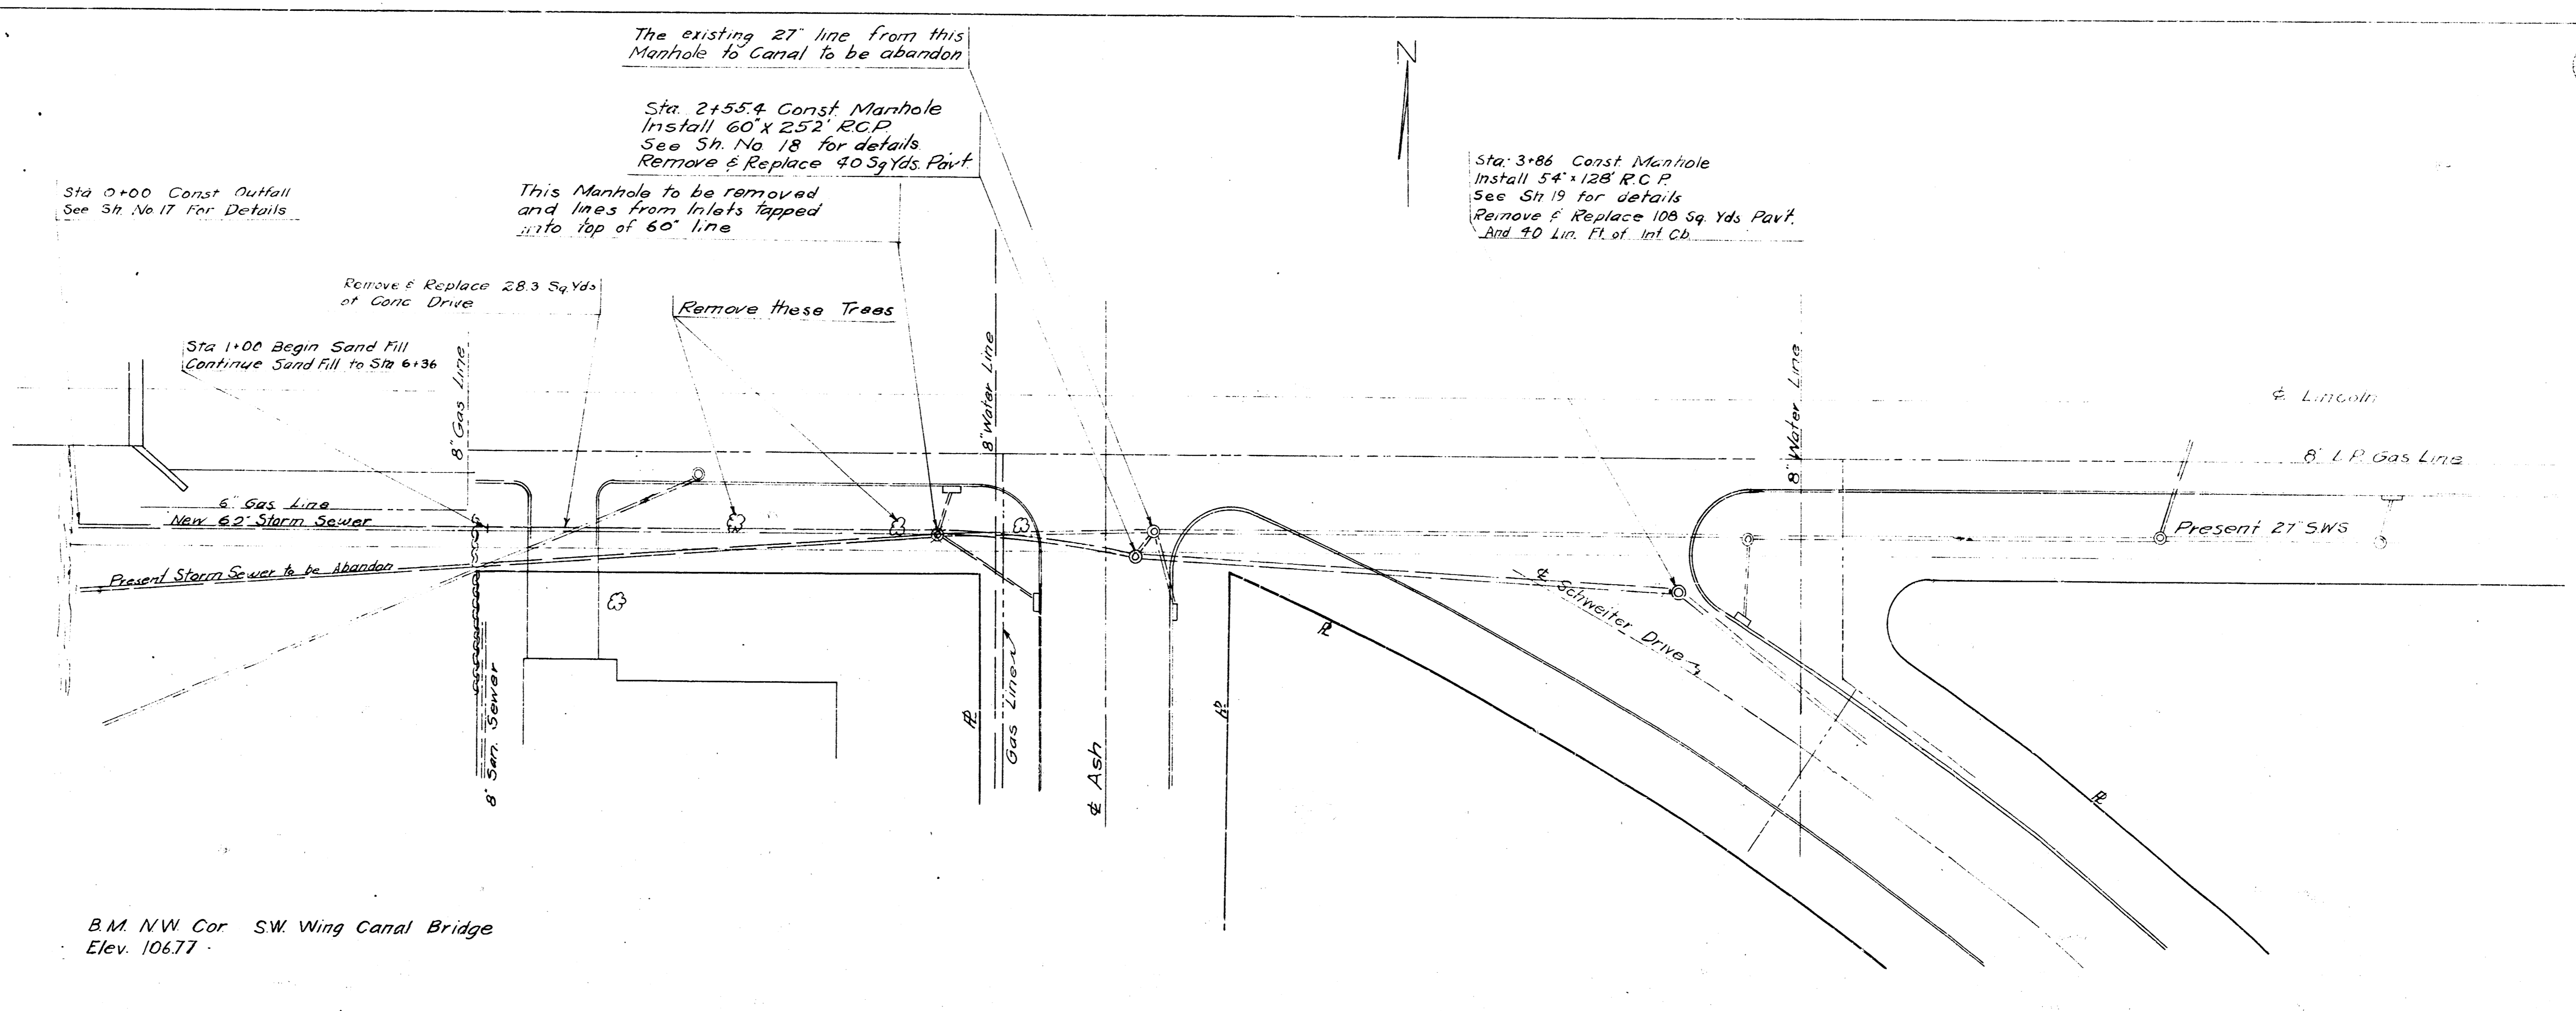 The existing 27" line from this
Manhole to Canal to be abandon
N
Sta. 2+55.4 Const. Manhole
Install 60" x 252' R.C.P.
See Sh. No. 18 for details.
Remove & Replace 40 Sq Yds. Pav't.
Sta: 3+86 Const. Manhole
Install 54" x 128' R.C.P.
See Sh 19 for details
Remove & Replace 108 Sq. Yds Pav't.
And 40 Lin. Ft. of Int Cb.
Sta 0+00 Const Outfall
See Sh. No. 17 For Details
This Manhole to be removed
and lines from Inlets tapped
into top of 60" line
Remove & Replace 28.3 Sq. Yds
of Conc Drive
Remove these Trees
Sta 1+00 Begin Sand Fill
Continue Sand Fill to Sta 6+36
8" Gas Line
8" Water Line
8" Water Line
℄ Lincoln
8" L.P. Gas Line
6" Gas Line
New 62" Storm Sewer
Present 27" SWS
Present Storm Sewer to be Abandon
℄ Schweiter Drive
8" San. Sewer
Gas Line
℄ Ash
PL
PL
PL
PL
B.M. N.W. Cor S.W. Wing Canal Bridge
Elev. 106.77